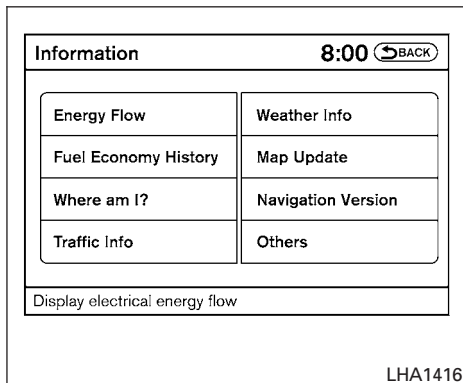 Information
8:00 BACK
Energy Flow
Weather Info
Fuel Economy History
Map Update
Where am I?
Navigation Version
Traffic Info
Others
Display electrical energy flow
LHA1416